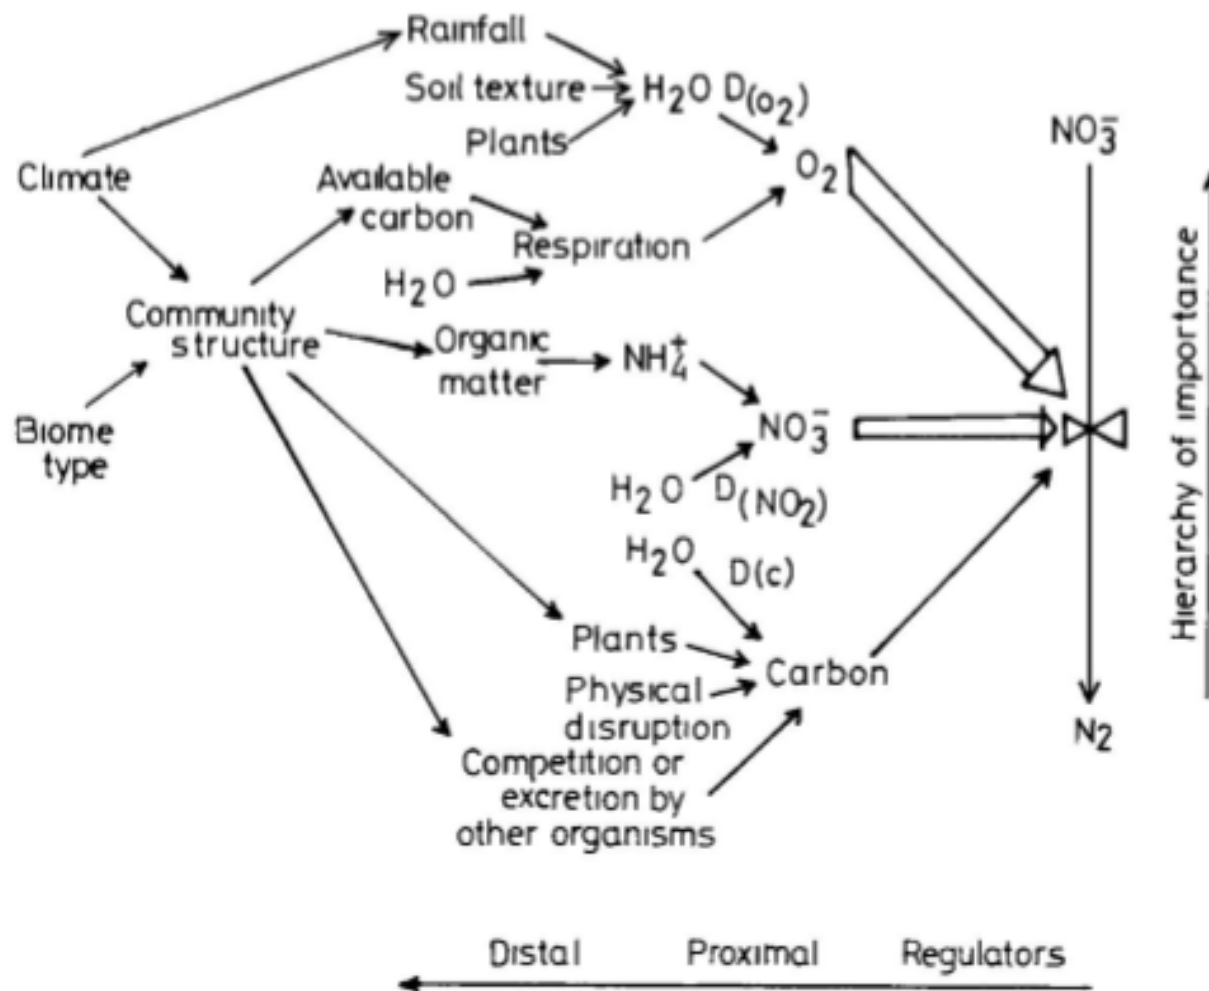 Rainfall
Soil texture
H₂O D(O₂)
Plants
NO₃⁻
Climate
Available
carbon
O₂
Respiration
H₂O
Community
structure
Organic
matter
NH₄⁺
Biome
type
NO₃⁻
H₂O D(NO₂)
H₂O D(c)
Plants
Carbon
Physical
disruption
N₂
Competition or
excretion by
other organisms
Hierarchy of importance
Distal Proximal Regulators